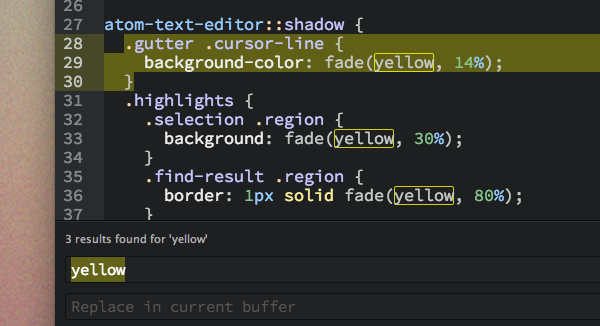 26
27 atom-text-editor::shadow {
28 .gutter .cursor-line {
29 background-color: fade(yellow, 14%);
30 }
31 .highlights {
32 .selection .region {
33 background: fade(yellow, 30%);
34 }
35 .find-result .region {
36 border: 1px solid fade(yellow, 80%);
37 }
3 results found for 'yellow'
yellow
Replace in current buffer